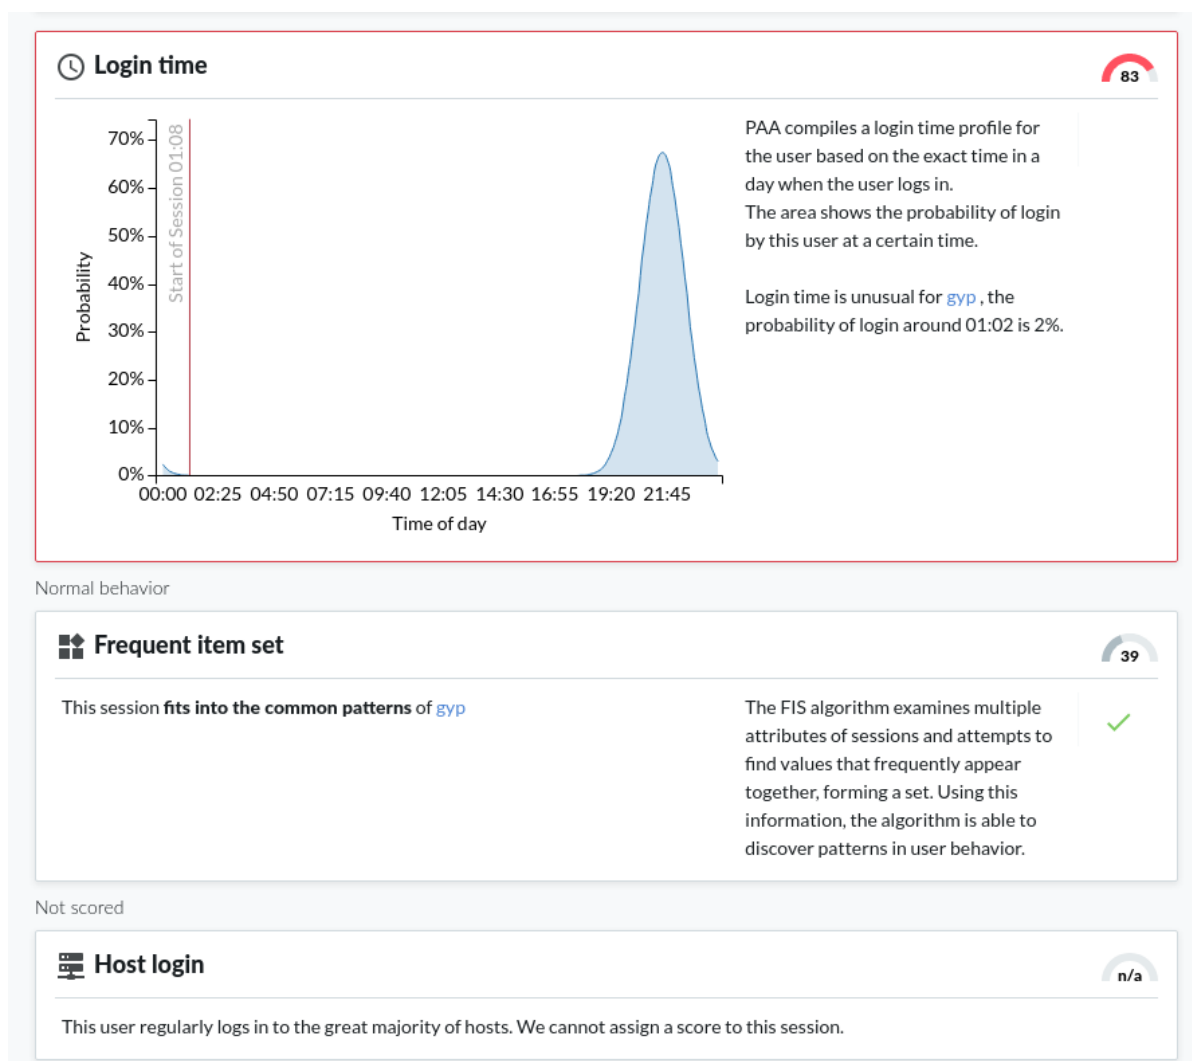 Login time
83
70%
60%
50%
40%
30%
20%
10%
0%
Probability
Start of Session 01:08
00:00 02:25 04:50 07:15 09:40 12:05 14:30 16:55 19:20 21:45
Time of day
PAA compiles a login time profile for
the user based on the exact time in a
day when the user logs in.
The area shows the probability of login
by this user at a certain time.
Login time is unusual for gyp , the
probability of login around 01:02 is 2%.
Normal behavior
Frequent item set
39
This session fits into the common patterns of gyp
The FIS algorithm examines multiple
attributes of sessions and attempts to
find values that frequently appear
together, forming a set. Using this
information, the algorithm is able to
discover patterns in user behavior.
Not scored
Host login
n/a
This user regularly logs in to the great majority of hosts. We cannot assign a score to this session.